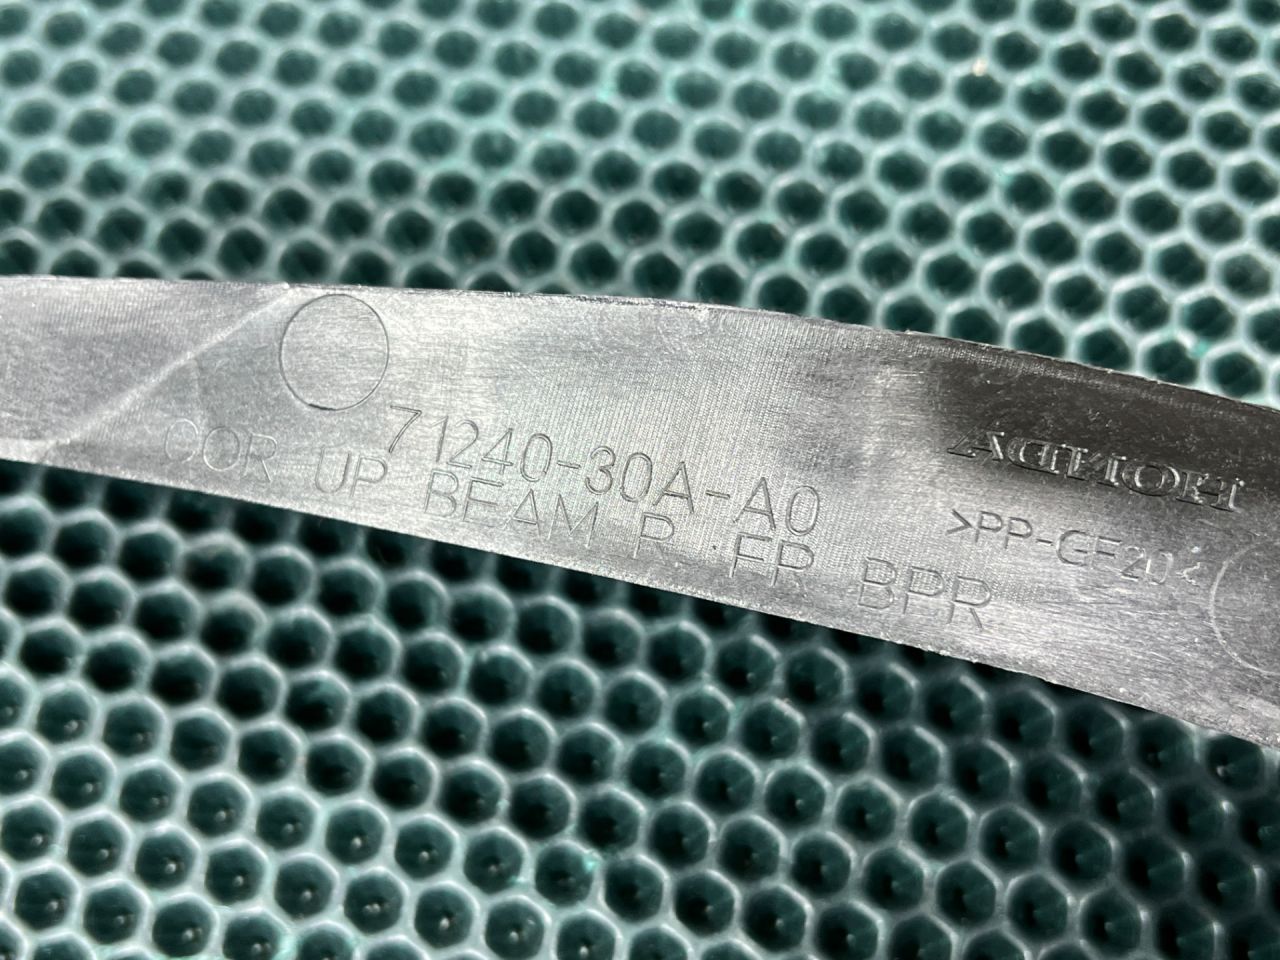 71240-30A-A0
COR UP BEAM R FR BPR
HONDA
>PP-GF20<